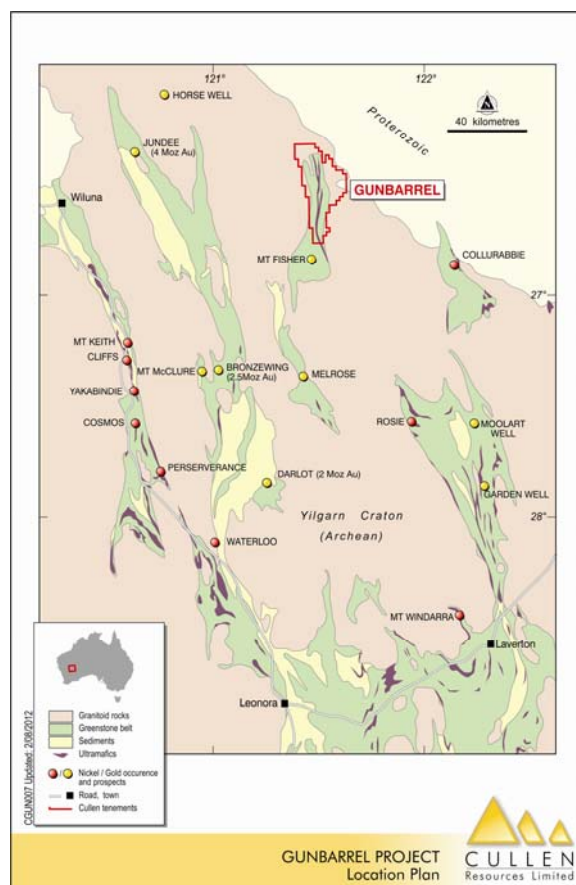 121°
122°
HORSE WELL
40 kilometres
N
Proterozoic
JUNDEE
(4 Moz Au)
GUNBARREL
Wiluna
MT FISHER
COLLURABBIE
27°
MT KEITH
CLIFFS
MT McCLURE
BRONZEWING
(2.5Moz Au)
MELROSE
YAKABINDIE
COSMOS
ROSIE
MOOLART
WELL
PERSERVERANCE
DARLOT (2 Moz Au)
GARDEN WELL
Yilgarn Craton
(Archean)
28°
WATERLOO
MT WINDARRA
Laverton
Leonora
Granitoid rocks
Greenstone belt
Sediments
Ultramafics
/ Nickel / Gold occurence
and prospects
Road, town
Cullen tenements
CGUN007 Updated: 2/08/2012
GUNBARREL PROJECT
Location Plan
CULLEN
Resources Limited